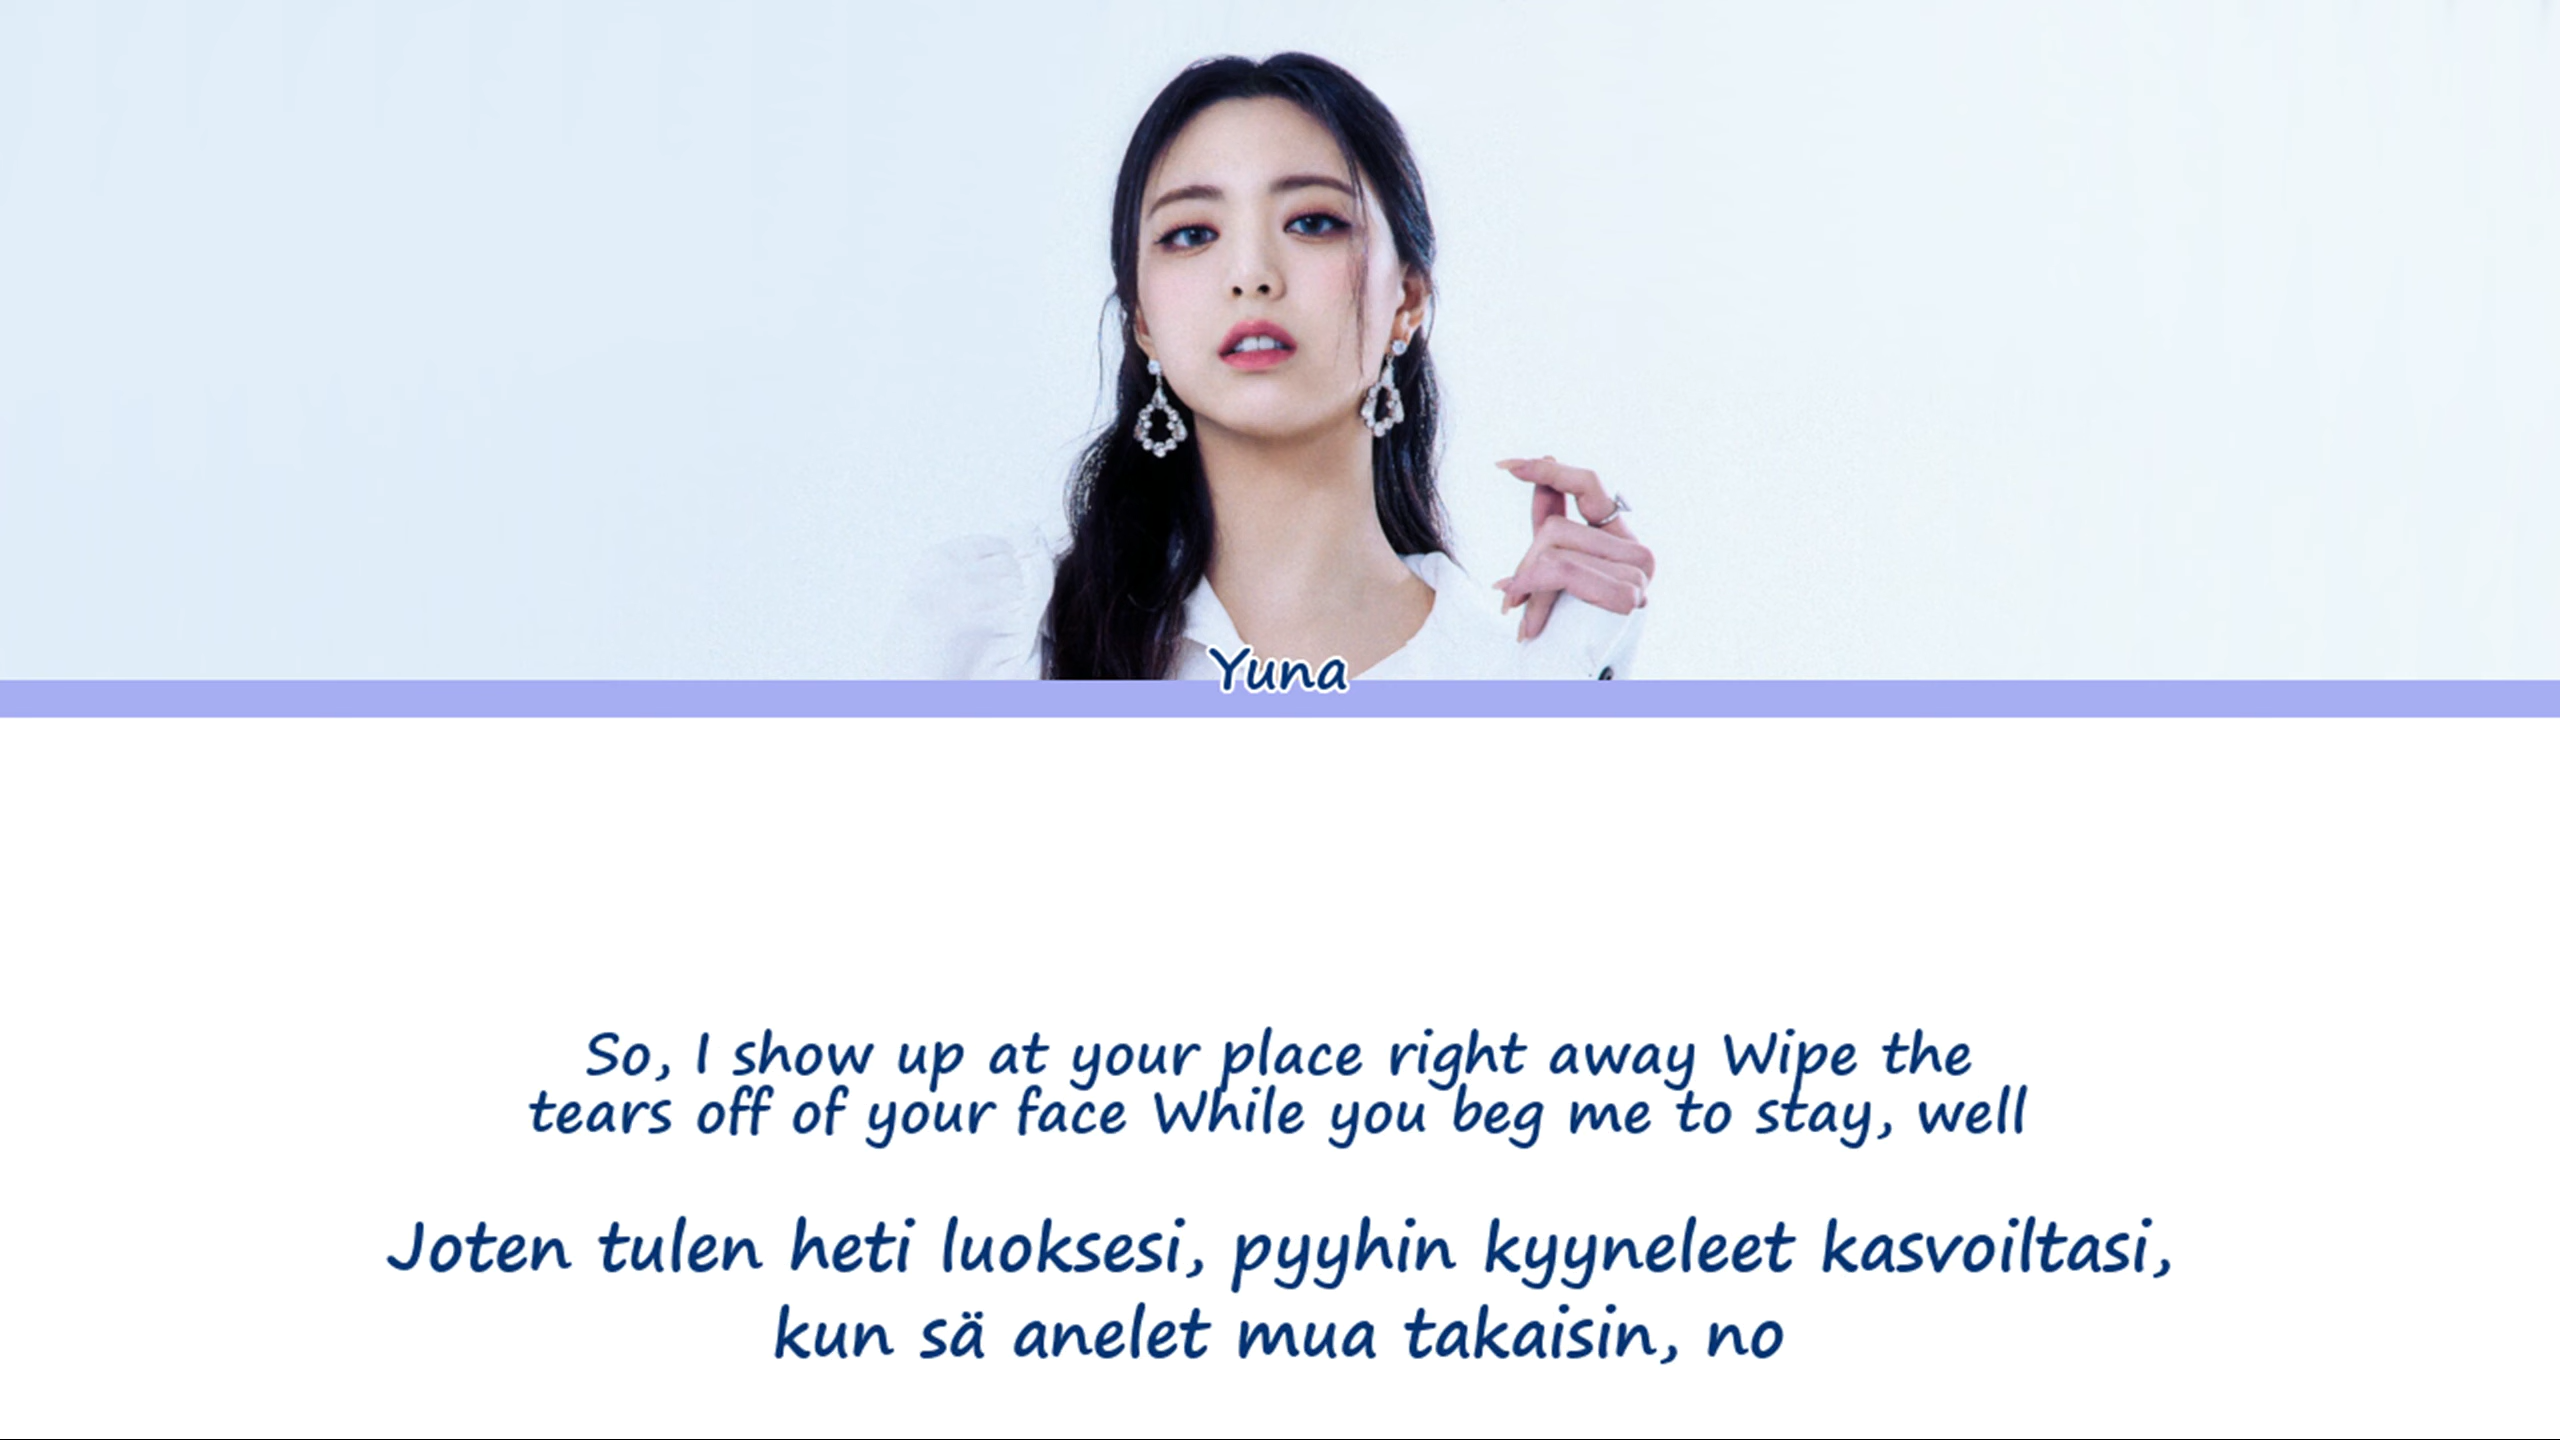 Yuna
So, I show up at your place right away Wipe the
tears off of your face While you beg me to stay, well
Joten tulen heti luoksesi, pyyhin kyyneleet kasvoiltasi,
kun sä anelet mua takaisin, no